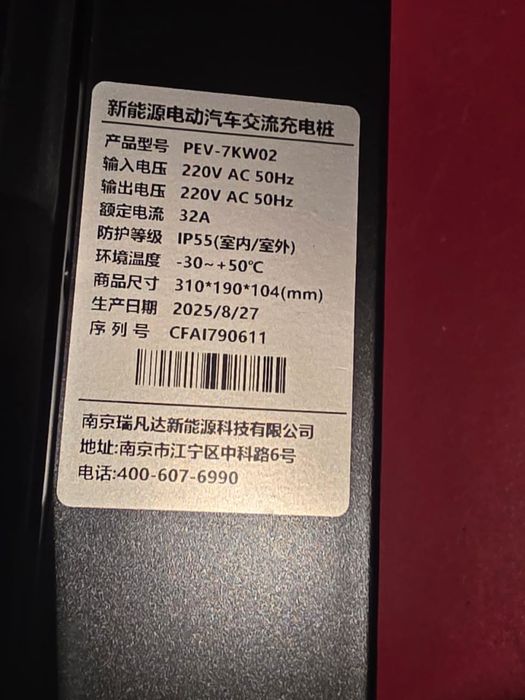 新能源电动汽车交流充电桩
产品型号 PEV-7KW02
输入电压 220V AC 50Hz
输出电压 220V AC 50Hz
额定电流 32A
防护等级 IP55(室内/室外)
环境温度 -30~+50℃
商品尺寸 310*190*104(mm)
生产日期 2025/8/27
序列号 CFAI790611
南京瑞凡达新能源科技有限公司
地址:南京市江宁区中科路6号
电话:400-607-6990